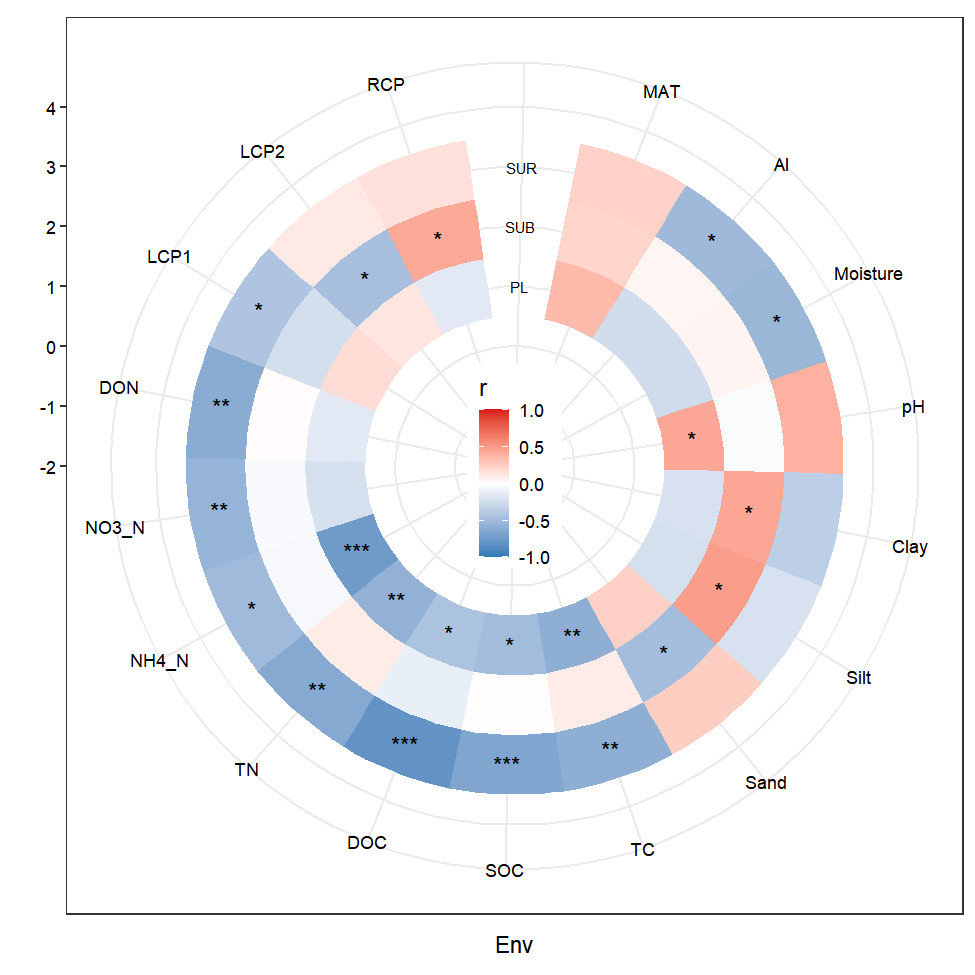 RCP
MAT
LCP2
AI
LCP1
Moisture
DON
pH
NO3_N
Clay
NH4_N
Silt
TN
Sand
DOC
TC
SOC
4
3
2
1
0
-1
-2
SUR
SUB
PL
r
1.0
0.5
0.0
-0.5
-1.0
*
*
*
*
*
*
**
*
**
*
***
*
**
*
*
*
**
*
**
***
**
***
Env